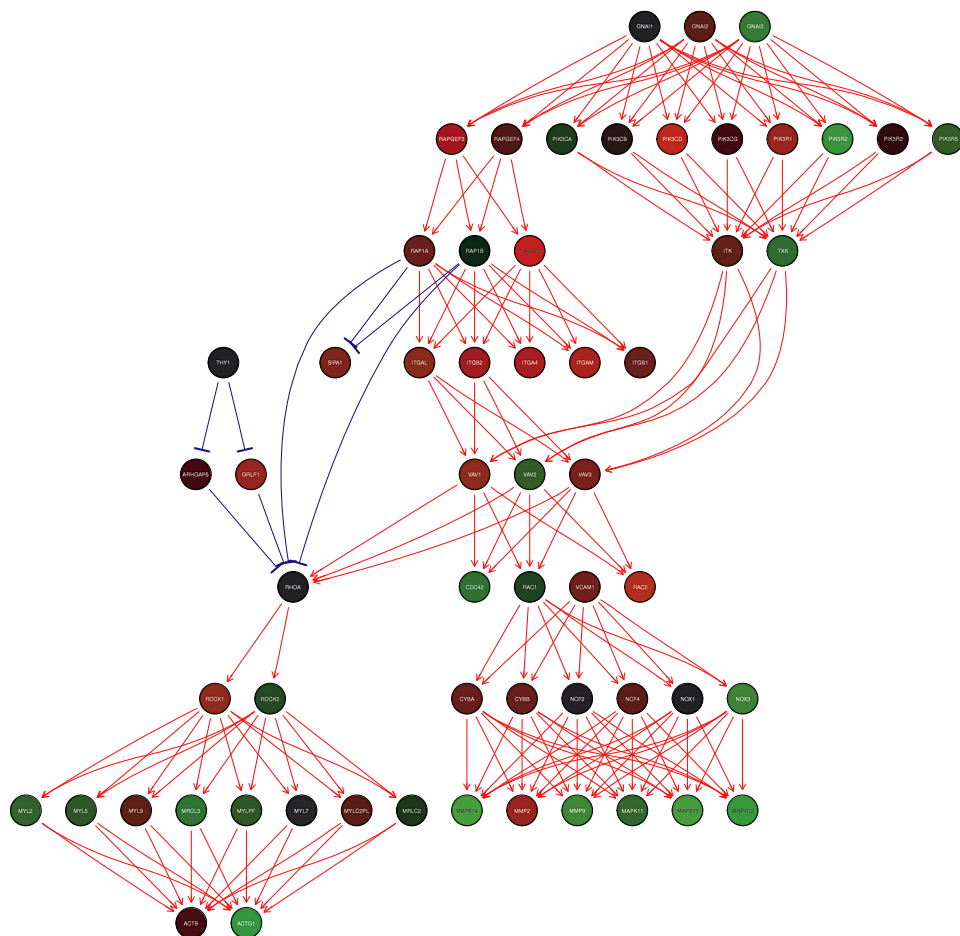 GNAI1
GNAI2
GNAI3
RAPGEF3
RAPGEF4
PIK3CA
PIK3CB
PIK3CD
PIK3CG
PIK3R1
PIK3R2
PIK3R3
PIK3R5
RAP1A
RAP1B
ITK
TXK
THY1
SIPA1
ITGAL
ITGB2
ITGA4
ITGAM
ITGB1
ARHGAP5
GRLF1
VAV1
VAV2
VAV3
RHOA
CDC42
RAC1
VCAM1
RAC2
ROCK1
ROCK2
CYBA
CYBB
NCF2
NCF4
NOX1
NOX3
MYL2
MYL5
MYL9
MRCL3
MYLPF
MYL7
MYLC2PL
MRLC2
MAPK14
MMP2
MMP9
MAPK11
MAPK13
MAPK12
ACTB
ACTG1